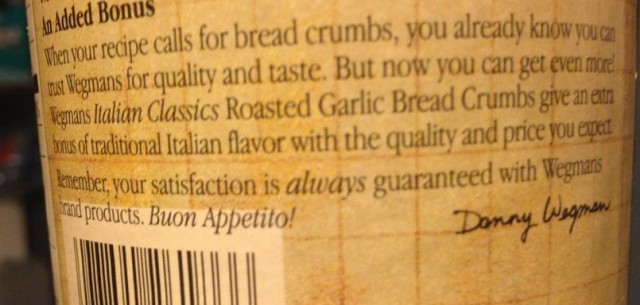 An Added Bonus
When your recipe calls for bread crumbs, you already know you can
trust Wegmans for quality and taste. But now you can get even more!
Wegmans Italian Classics Roasted Garlic Bread Crumbs give an extra
bonus of traditional Italian flavor with the quality and price you expect.
Remember, your satisfaction is always guaranteed with Wegmans
brand products. Buon Appetito!
Danny Wegman